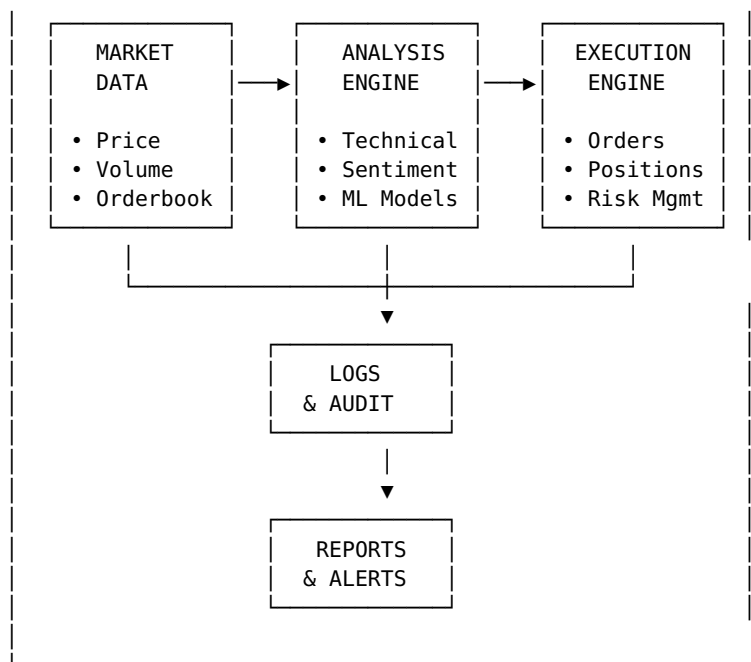 MARKET
DATA
• Price
• Volume
• Orderbook
ANALYSIS
ENGINE
• Technical
• Sentiment
• ML Models
EXECUTION
ENGINE
• Orders
• Positions
• Risk Mgmt
LOGS
& AUDIT
REPORTS
& ALERTS